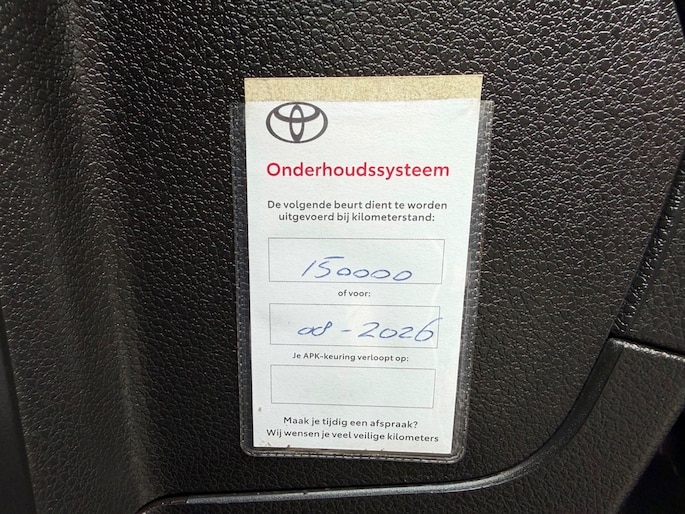 Onderhoudssysteem
De volgende beurt dient te worden
uitgevoerd bij kilometerstand:
150000
of voor:
08-2026
Je APK-keuring verloopt op:
Maak je tijdig een afspraak?
Wij wensen je veel veilige kilometers